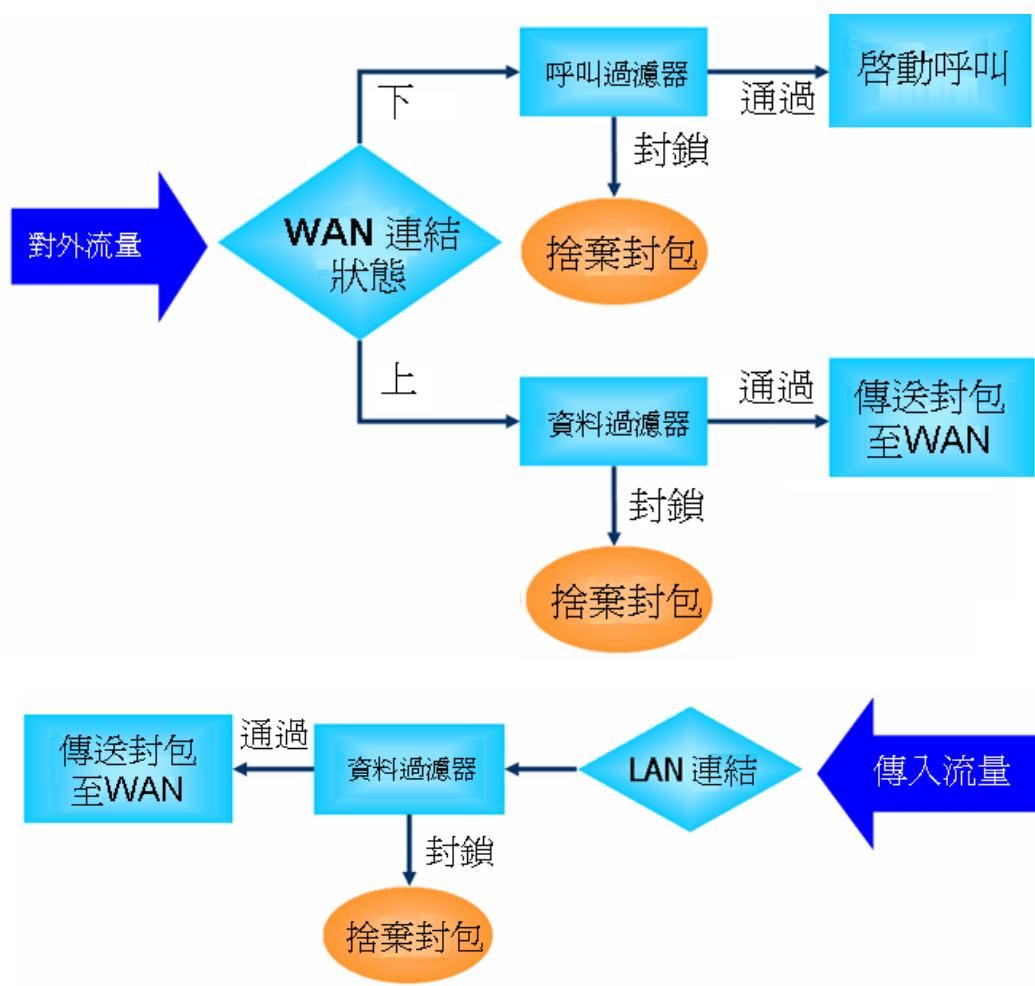 對外流量
WAN 連結
狀態
下
呼叫過濾器
通過
啓動呼叫
封鎖
捨棄封包
上
資料過濾器
通過
傳送封包
至WAN
封鎖
捨棄封包
傳入流量
LAN 連結
資料過濾器
通過
傳送封包
至WAN
封鎖
捨棄封包